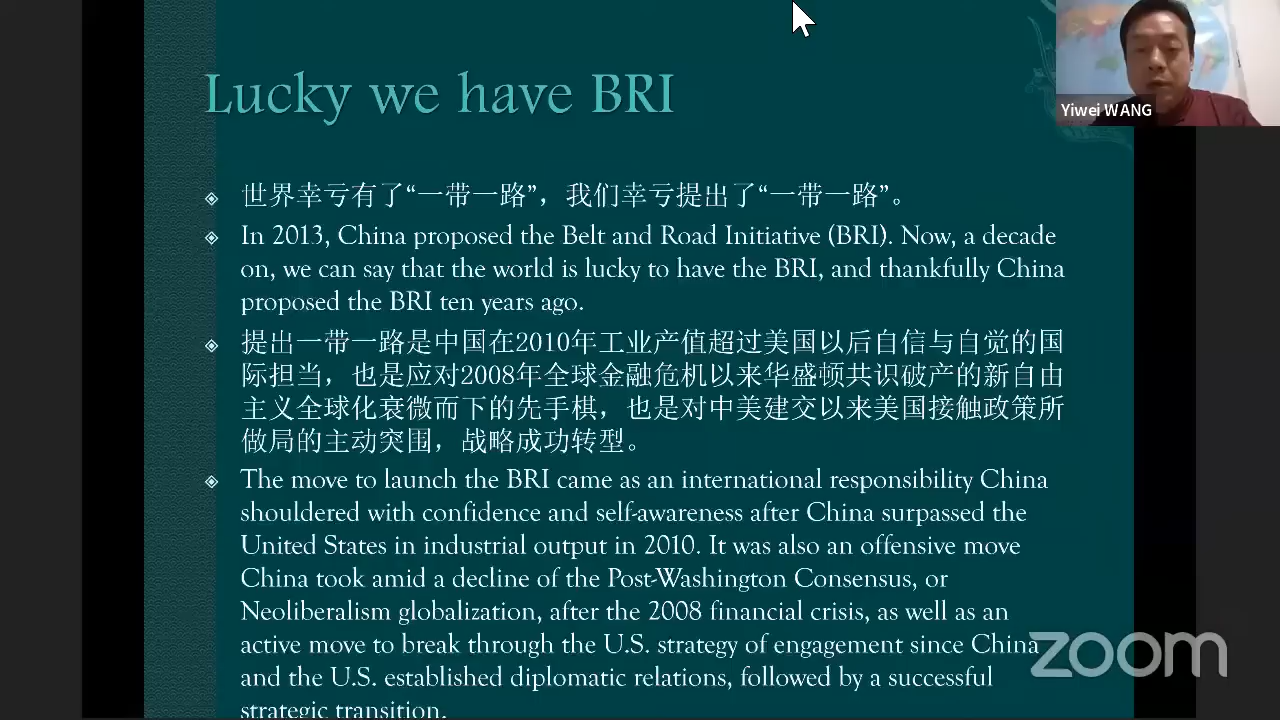 Yiwei WANG
Lucky we have BRI
世界幸亏有了“一带一路”，我们幸亏提出了“一带一路”。
In 2013, China proposed the Belt and Road Initiative (BRI). Now, a decade
on, we can say that the world is lucky to have the BRI, and thankfully China
proposed the BRI ten years ago.
提出一带一路是中国在2010年工业产值超过美国以后自信与自觉的国
际担当，也是应对2008年全球金融危机以来华盛顿共识破产的新自由
主义全球化衰微而下的先手棋，也是对中美建交以来美国接触政策所
做局的主动突围，战略成功转型。
The move to launch the BRI came as an international responsibility China
shouldered with confidence and self-awareness after China surpassed the
United States in industrial output in 2010. It was also an offensive move
China took amid a decline of the Post-Washington Consensus, or
Neoliberalism globalization, after the 2008 financial crisis, as well as an
active move to break through the U.S. strategy of engagement since China
and the U.S. established diplomatic relations, followed by a successful
strategic transition.
zoom